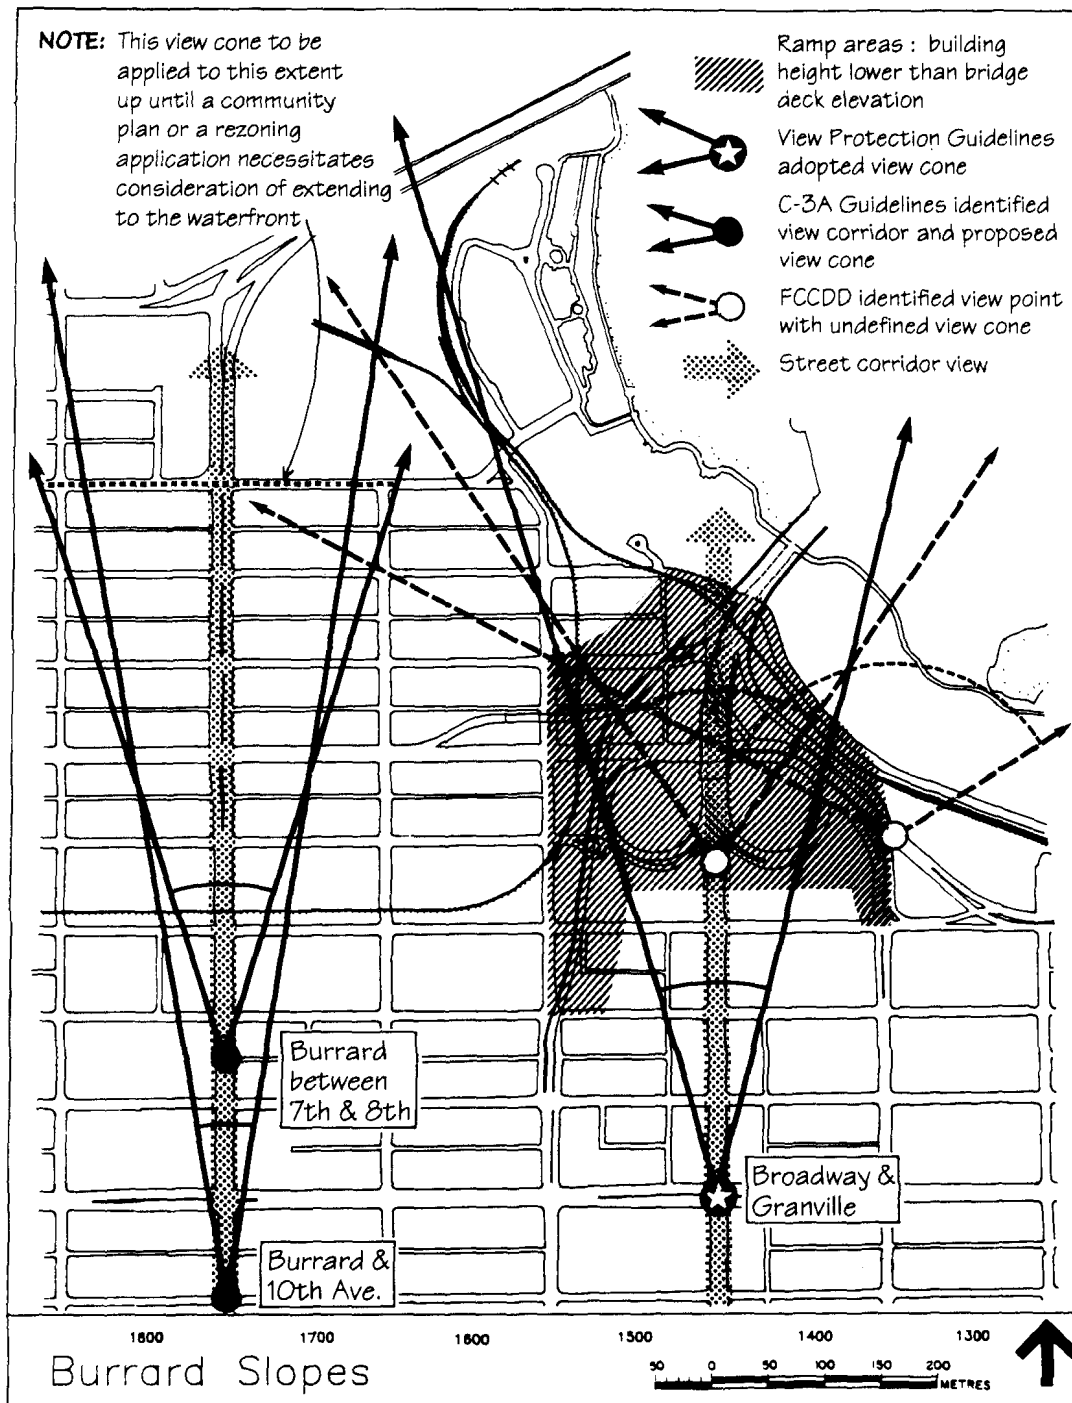 NOTE: This view cone to be
applied to this extent
up until a community
plan or a rezoning
application necessitates
consideration of extending
to the waterfront
Ramp areas : building
height lower than bridge
deck elevation
View Protection Guidelines
adopted view cone
C-3A Guidelines identified
view corridor and proposed
view cone
FCCDD identified view point
with undefined view cone
Street corridor view
Burrard
between
7th & 8th
Broadway &
Granville
Burrard &
10th Ave.
1800 1700 1600 1500 1400 1300
Burrard Slopes
50 0 50 100 150 200
METRES